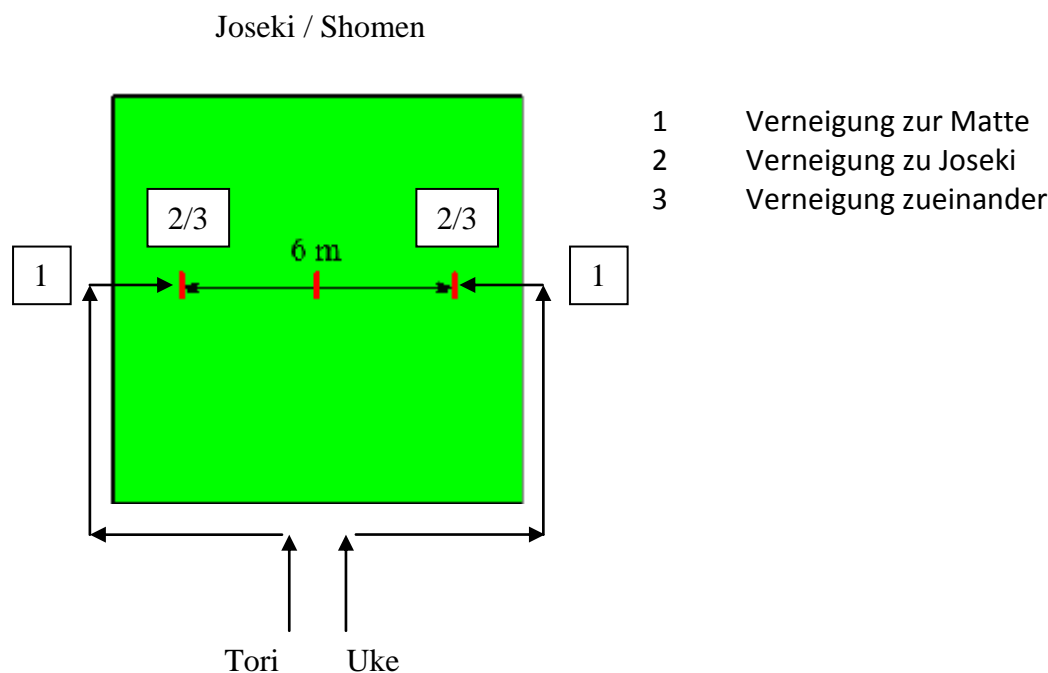 Joseki / Shomen
1 Verneigung zur Matte
2 Verneigung zu Joseki
3 Verneigung zueinander
2/3
2/3
6 m
1
1
Tori
Uke